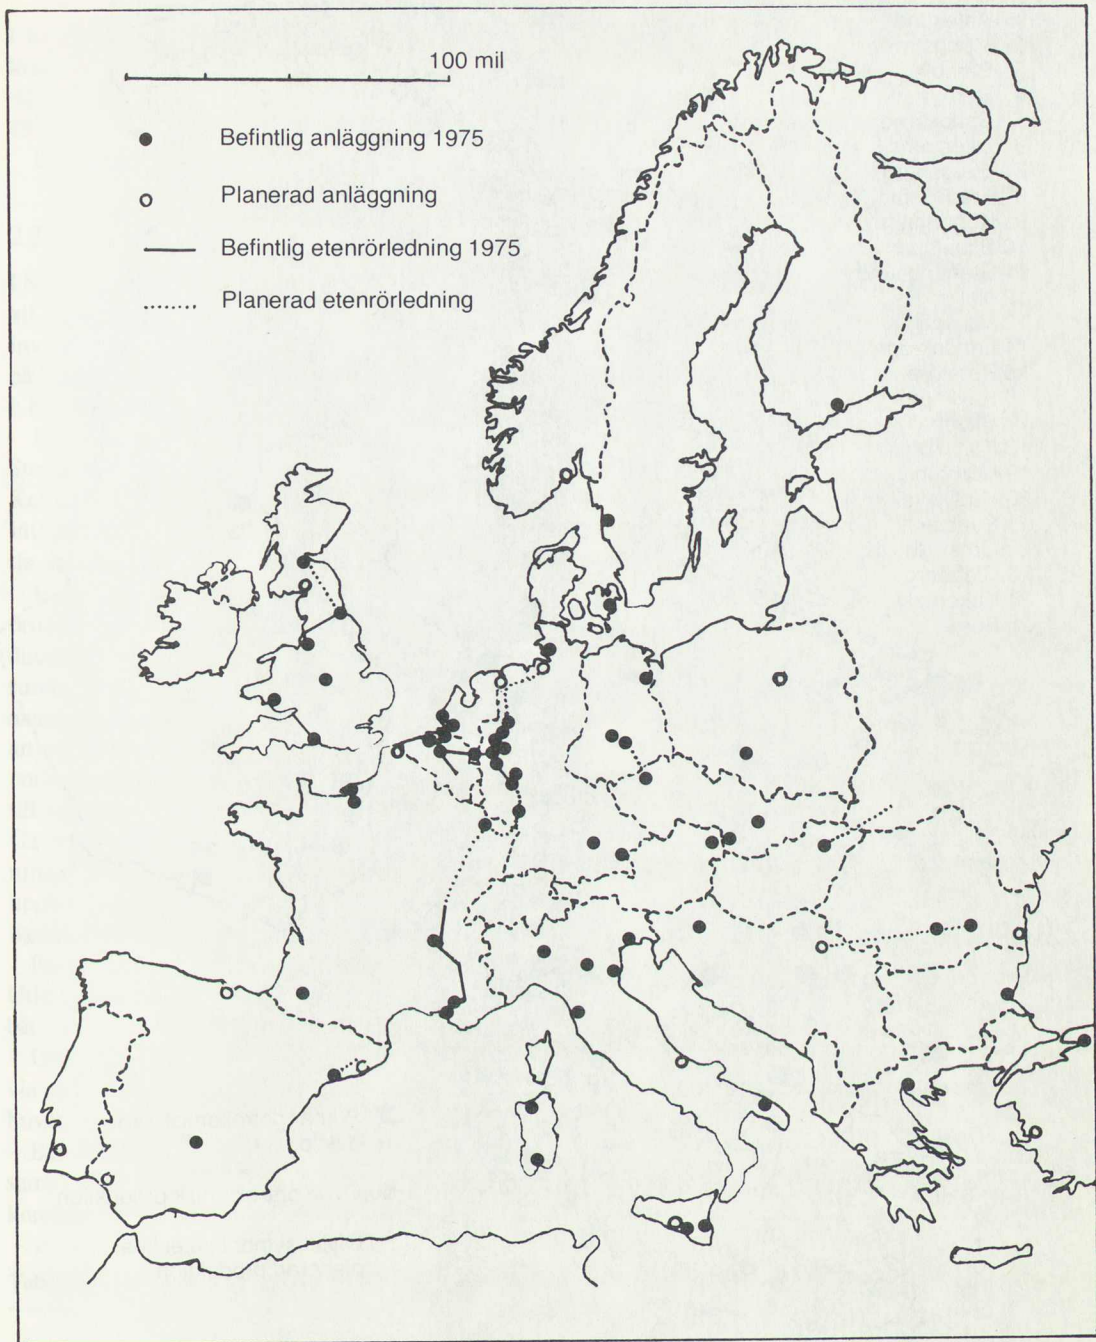 100 mil
Befintlig anläggning 1975
Planerad anläggning
Befintlig etenrörledning 1975
Planerad etenrörledning